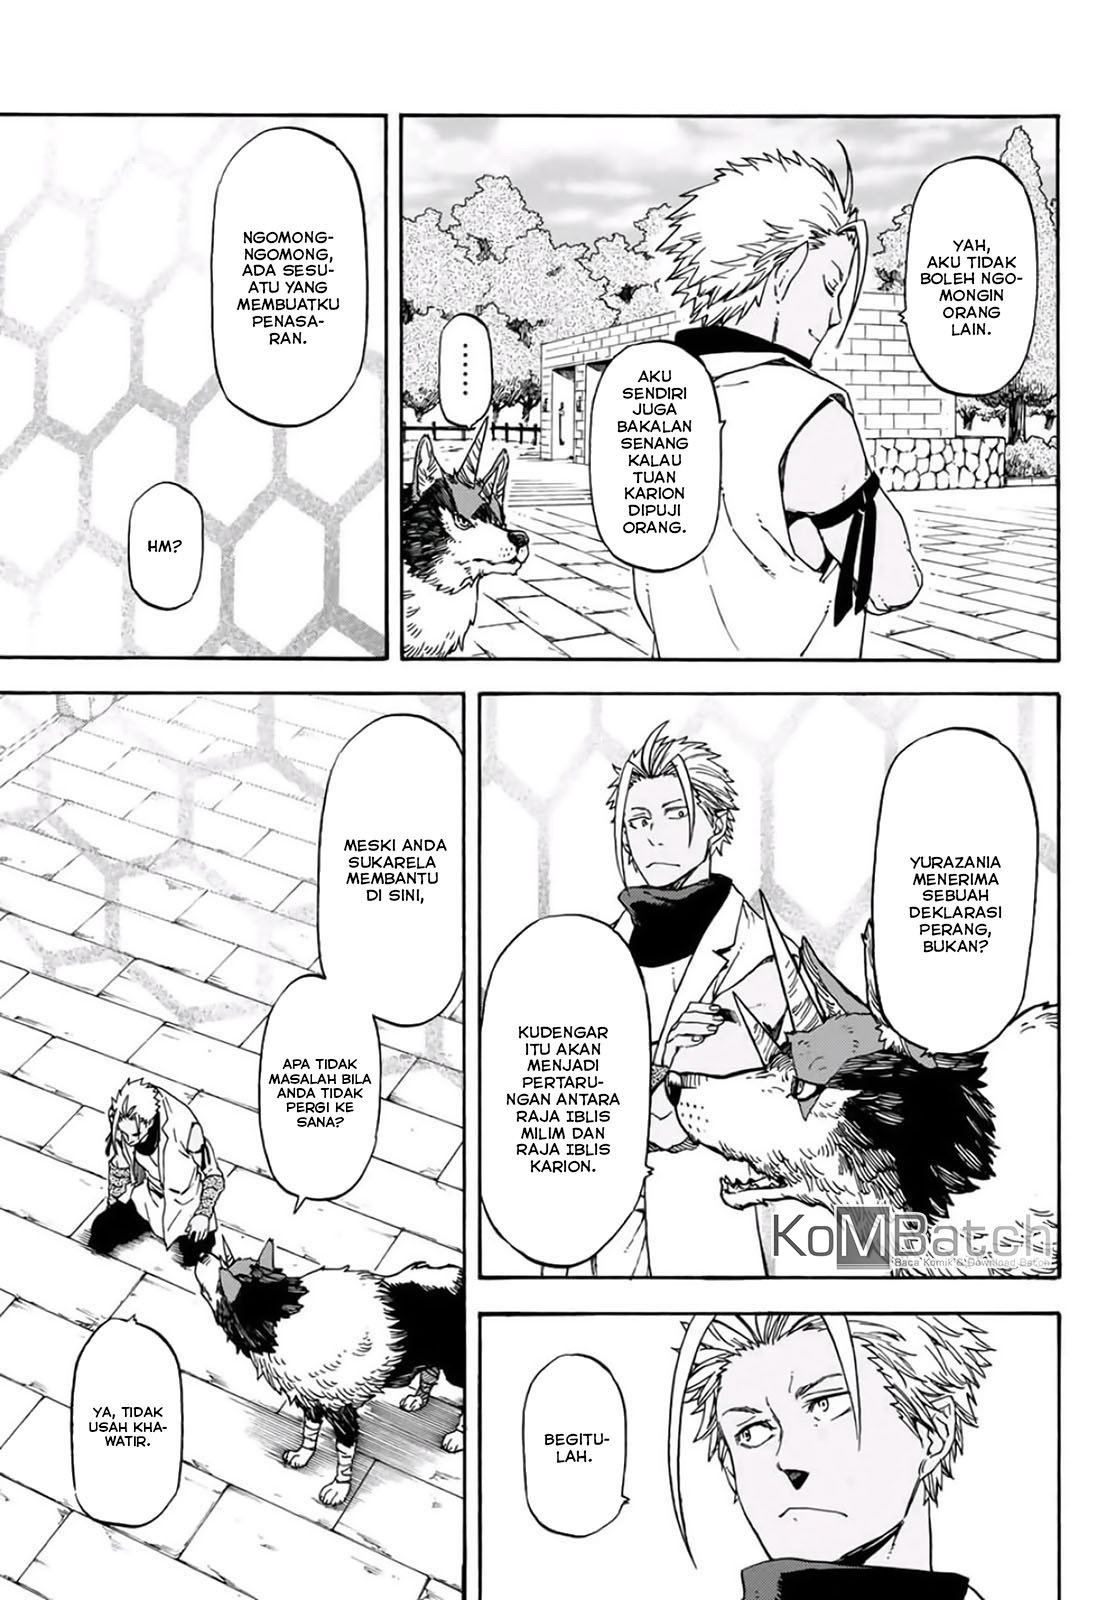 YAH,
AKU TIDAK
BOLEH NGO-
MONGIN
ORANG
LAIN.
AKU
SENDIRI
JUGA
BAKALAN
SENANG
KALAU
TUAN
KARION
DIPUJI
ORANG.
......
NGOMONG-
NGOMONG,
ADA SESU-
ATU YANG
MEMBUATKU
PENASA-
RAN.
HM?
YURAZANIA
MENERIMA
SEBUAH
DEKLARASI
PERANG,
BUKAN?
KUDENGAR
ITU AKAN
MENJADI
PERTARU-
NGAN ANTARA
RAJA IBLIS
MILIM DAN
RAJA IBLIS
KARION.
KoMBatch
Baca Komik & Download Batch
MESKI ANDA
SUKARELA
MEMBANTU
DI SINI,
APA TIDAK
MASALAH BILA
ANDA TIDAK
PERGI KE
SANA?
YA, TIDAK
USAH KHA-
WATIR.
BEGITU-
LAH.